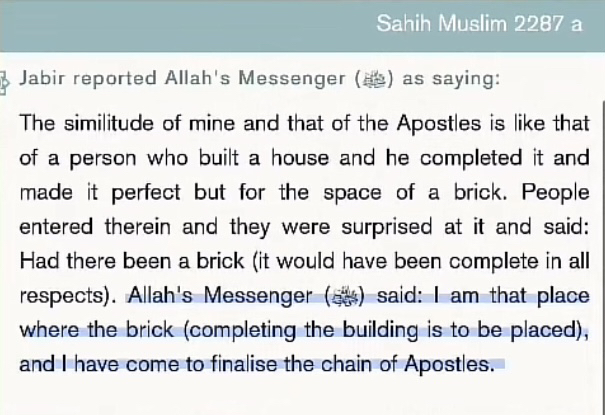 Sahih Muslim 2287 a
Jabir reported Allah's Messenger (ﷺ) as saying:
The similitude of mine and that of the Apostles is like that
of a person who built a house and he completed it and
made it perfect but for the space of a brick. People
entered therein and they were surprised at it and said:
Had there been a brick (it would have been complete in all
respects). Allah's Messenger (ﷺ) said: I am that place
where the brick (completing the building is to be placed),
and I have come to finalise the chain of Apostles.